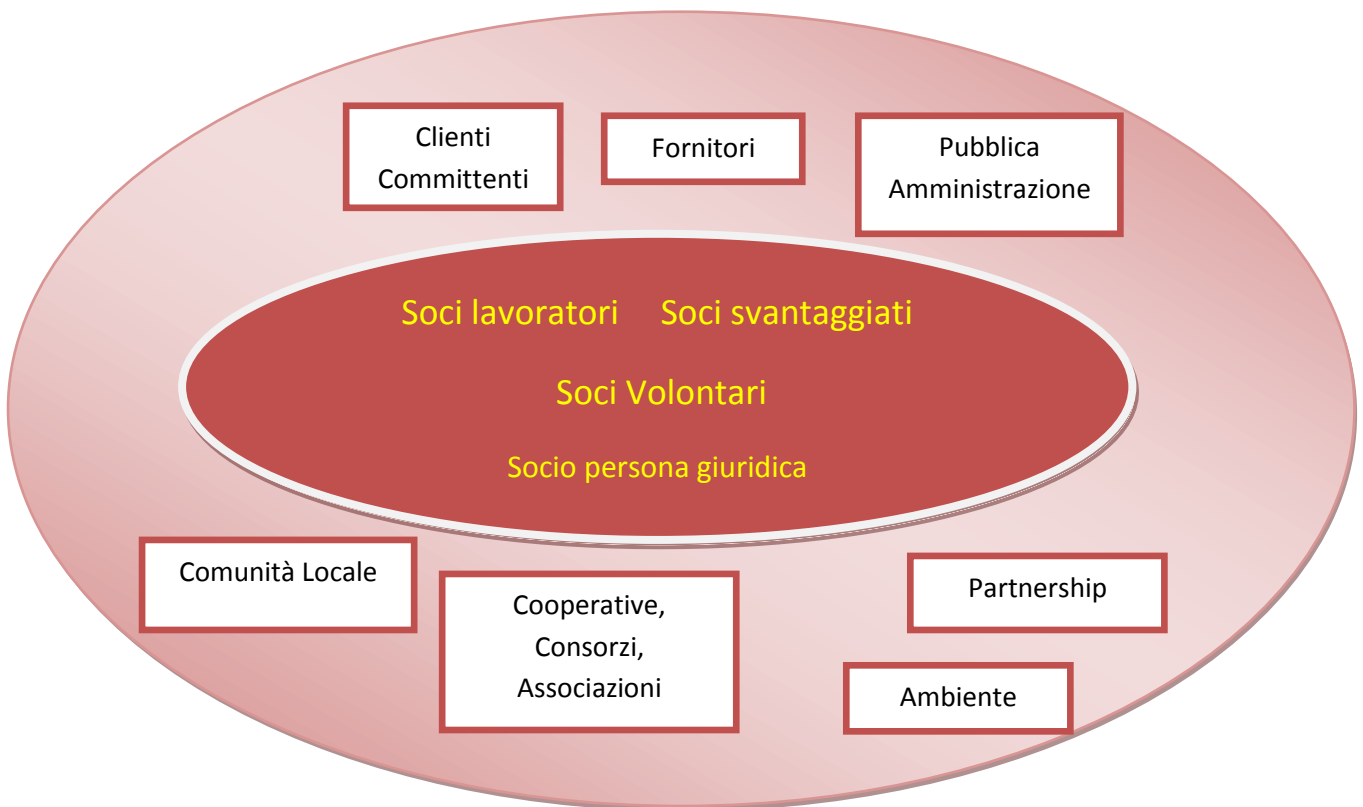 Clienti
Committenti
Fornitori
Pubblica
Amministrazione
Soci lavoratori Soci svantaggiati
Soci Volontari
Socio persona giuridica
Comunità Locale
Cooperative,
Consorzi,
Associazioni
Partnership
Ambiente